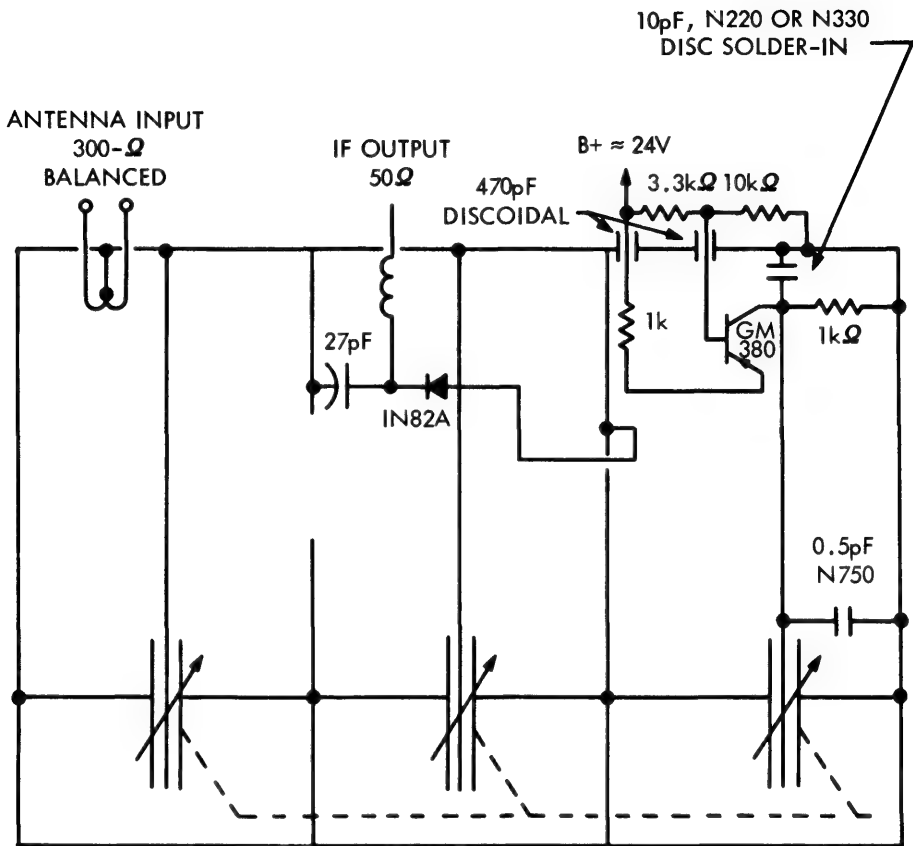 10pF, N220 OR N330
DISC SOLDER-IN
ANTENNA INPUT
300-Ω
BALANCED
IF OUTPUT
50Ω
B+ ≈ 24V
470pF
DISCOIDAL
3.3kΩ 10kΩ
27pF
IN82A
1k
GM
380
1kΩ
0.5pF
N750